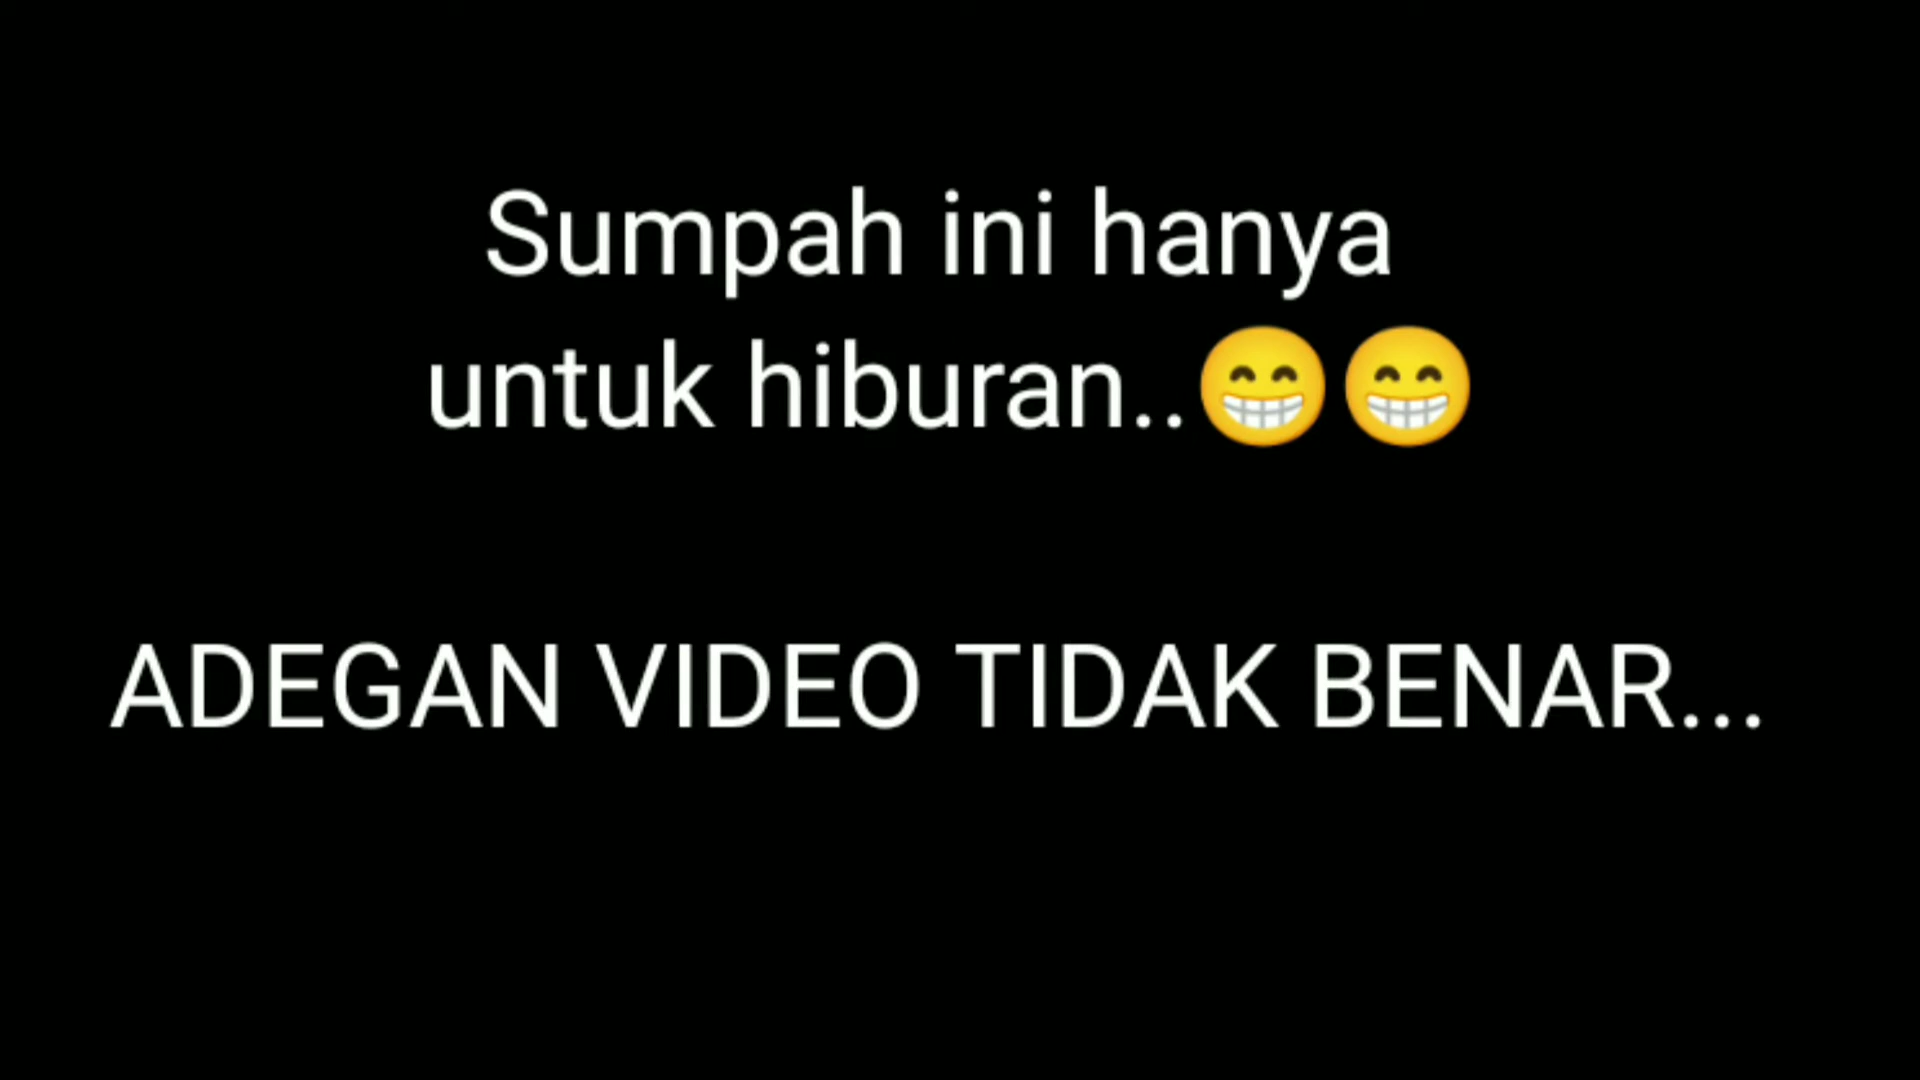 Sumpah ini hanya
untuk hiburan..😁😁
ADEGAN VIDEO TIDAK BENAR...